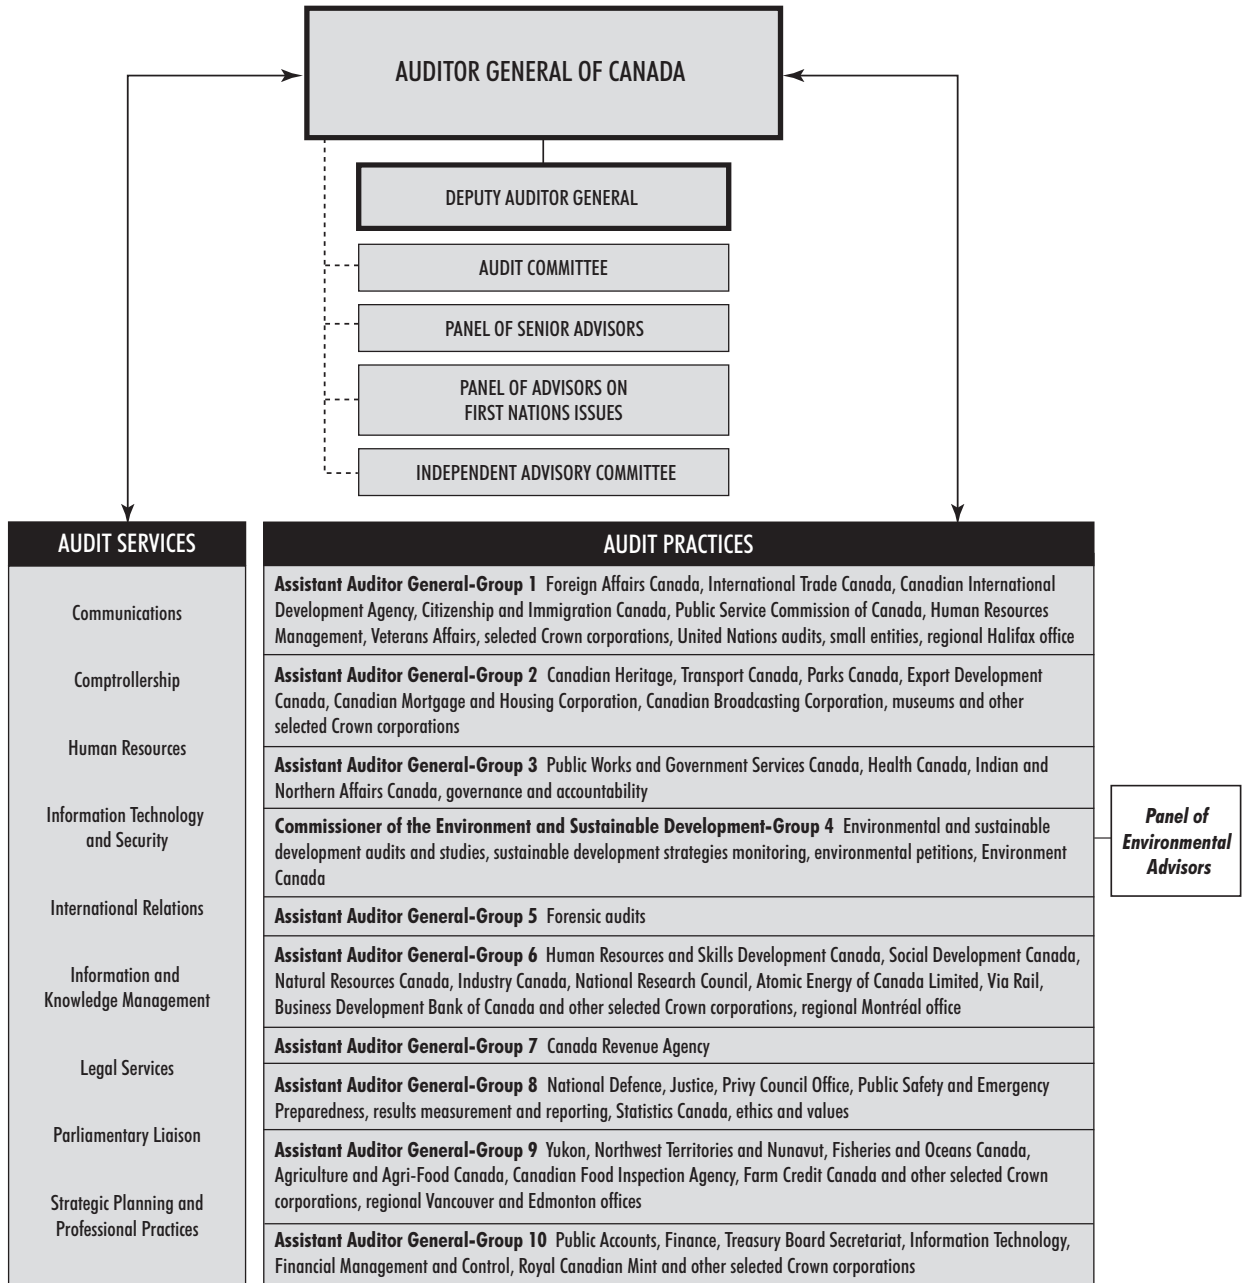 AUDITOR GENERAL OF CANADA
DEPUTY AUDITOR GENERAL
AUDIT COMMITTEE
PANEL OF SENIOR ADVISORS
PANEL OF ADVISORS ON
FIRST NATIONS ISSUES
INDEPENDENT ADVISORY COMMITTEE
AUDIT SERVICES
Communications
Comptrollership
Human Resources
Information Technology
and Security
International Relations
Information and
Knowledge Management
Legal Services
Parliamentary Liaison
Strategic Planning and
Professional Practices
AUDIT PRACTICES
Assistant Auditor General-Group 1 Foreign Affairs Canada, International Trade Canada, Canadian International
Development Agency, Citizenship and Immigration Canada, Public Service Commission of Canada, Human Resources
Management, Veterans Affairs, selected Crown corporations, United Nations audits, small entities, regional Halifax office
Assistant Auditor General-Group 2 Canadian Heritage, Transport Canada, Parks Canada, Export Development
Canada, Canadian Mortgage and Housing Corporation, Canadian Broadcasting Corporation, museums and other
selected Crown corporations
Assistant Auditor General-Group 3 Public Works and Government Services Canada, Health Canada, Indian and
Northern Affairs Canada, governance and accountability
Commissioner of the Environment and Sustainable Development-Group 4 Environmental and sustainable
development audits and studies, sustainable development strategies monitoring, environmental petitions, Environment
Canada
Assistant Auditor General-Group 5 Forensic audits
Assistant Auditor General-Group 6 Human Resources and Skills Development Canada, Social Development Canada,
Natural Resources Canada, Industry Canada, National Research Council, Atomic Energy of Canada Limited, Via Rail,
Business Development Bank of Canada and other selected Crown corporations, regional Montréal office
Assistant Auditor General-Group 7 Canada Revenue Agency
Assistant Auditor General-Group 8 National Defence, Justice, Privy Council Office, Public Safety and Emergency
Preparedness, results measurement and reporting, Statistics Canada, ethics and values
Assistant Auditor General-Group 9 Yukon, Northwest Territories and Nunavut, Fisheries and Oceans Canada,
Agriculture and Agri-Food Canada, Canadian Food Inspection Agency, Farm Credit Canada and other selected Crown
corporations, regional Vancouver and Edmonton offices
Assistant Auditor General-Group 10 Public Accounts, Finance, Treasury Board Secretariat, Information Technology,
Financial Management and Control, Royal Canadian Mint and other selected Crown corporations
Panel of
Environmental
Advisors